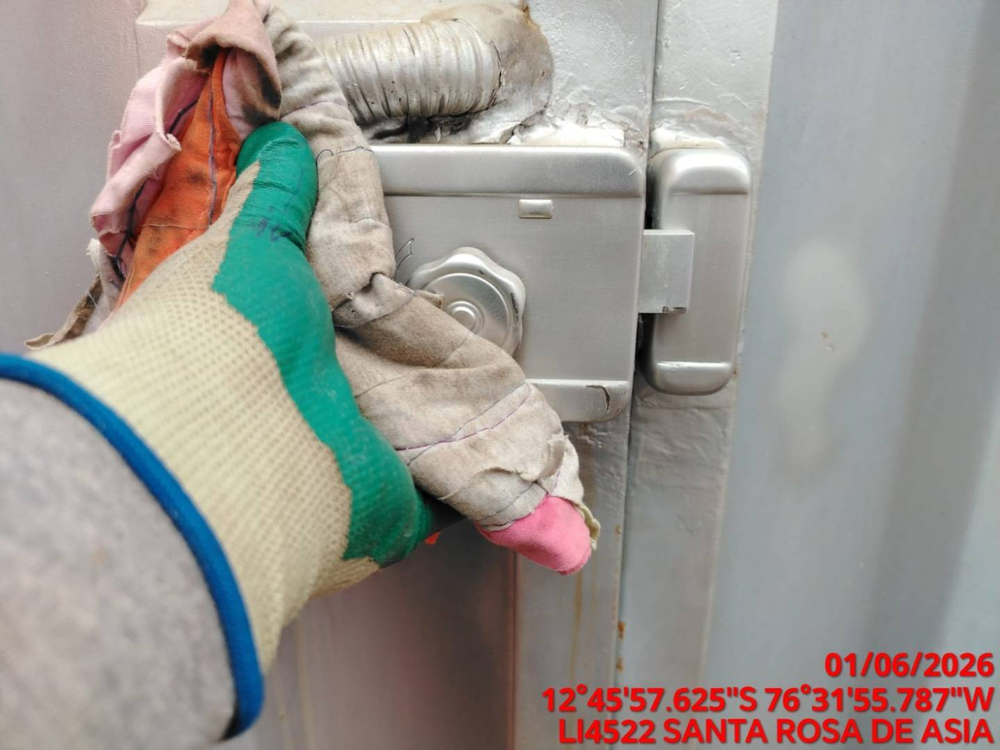 01/06/2026
12°45'57.625"S 76°31'55.787"W
LI4522 SANTA ROSA DE ASIA